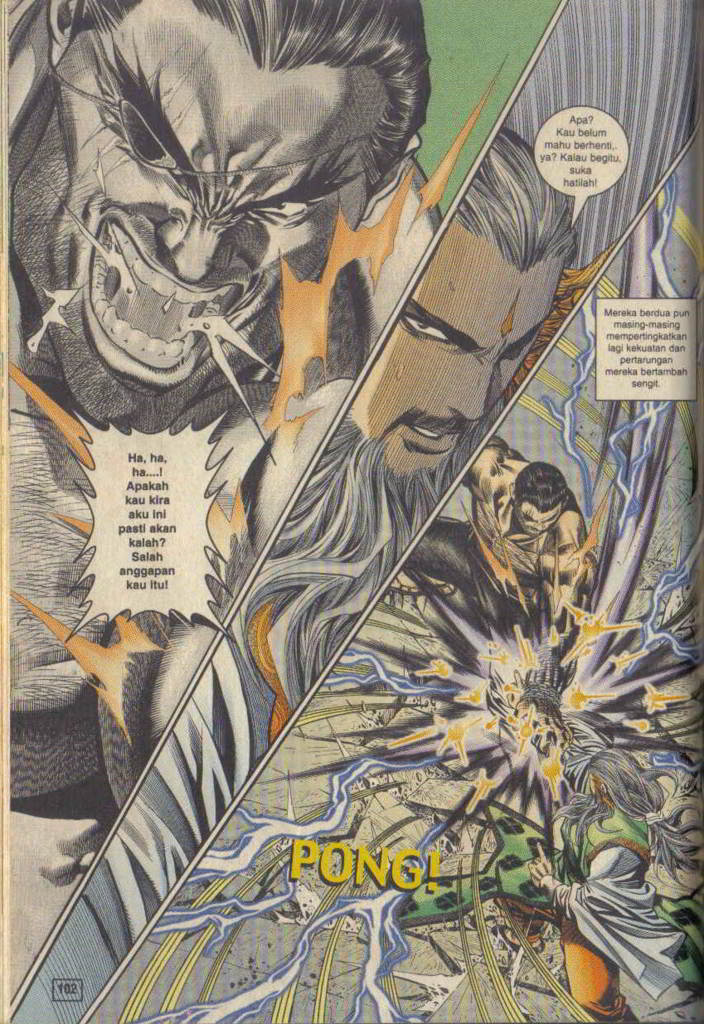 Ha, ha,
ha....!
Apakah
kau kira
aku ini
pasti akan
kalah?
Salah
anggapan
kau itu!
Apa?
Kau belum
mahu berhenti,.
ya? Kalau begitu,
suka
hatilah!
Mereka berdua pun
masing-masing
mempertingkatkan
lagi kekuatan dan
pertarungan
mereka bertambah
sengit.
PONG!
102